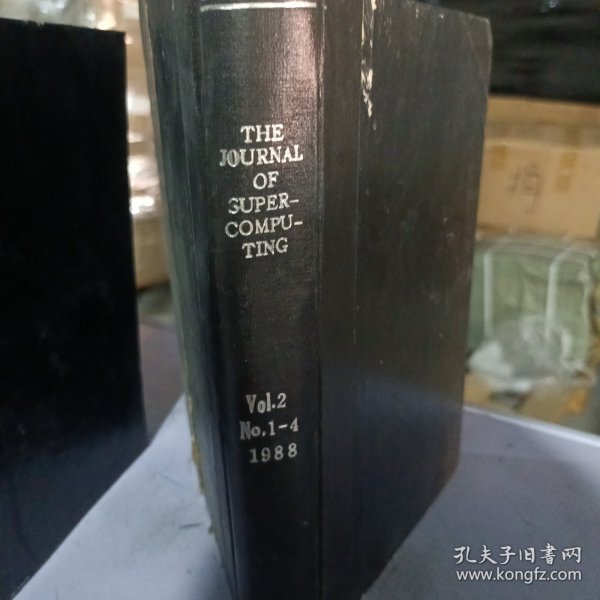 THE
JOURNAL
OF
SUPER-
COMPU-
TING
Vol.2
No.1-4
1988
孔夫子旧书网
www.kongfz.com